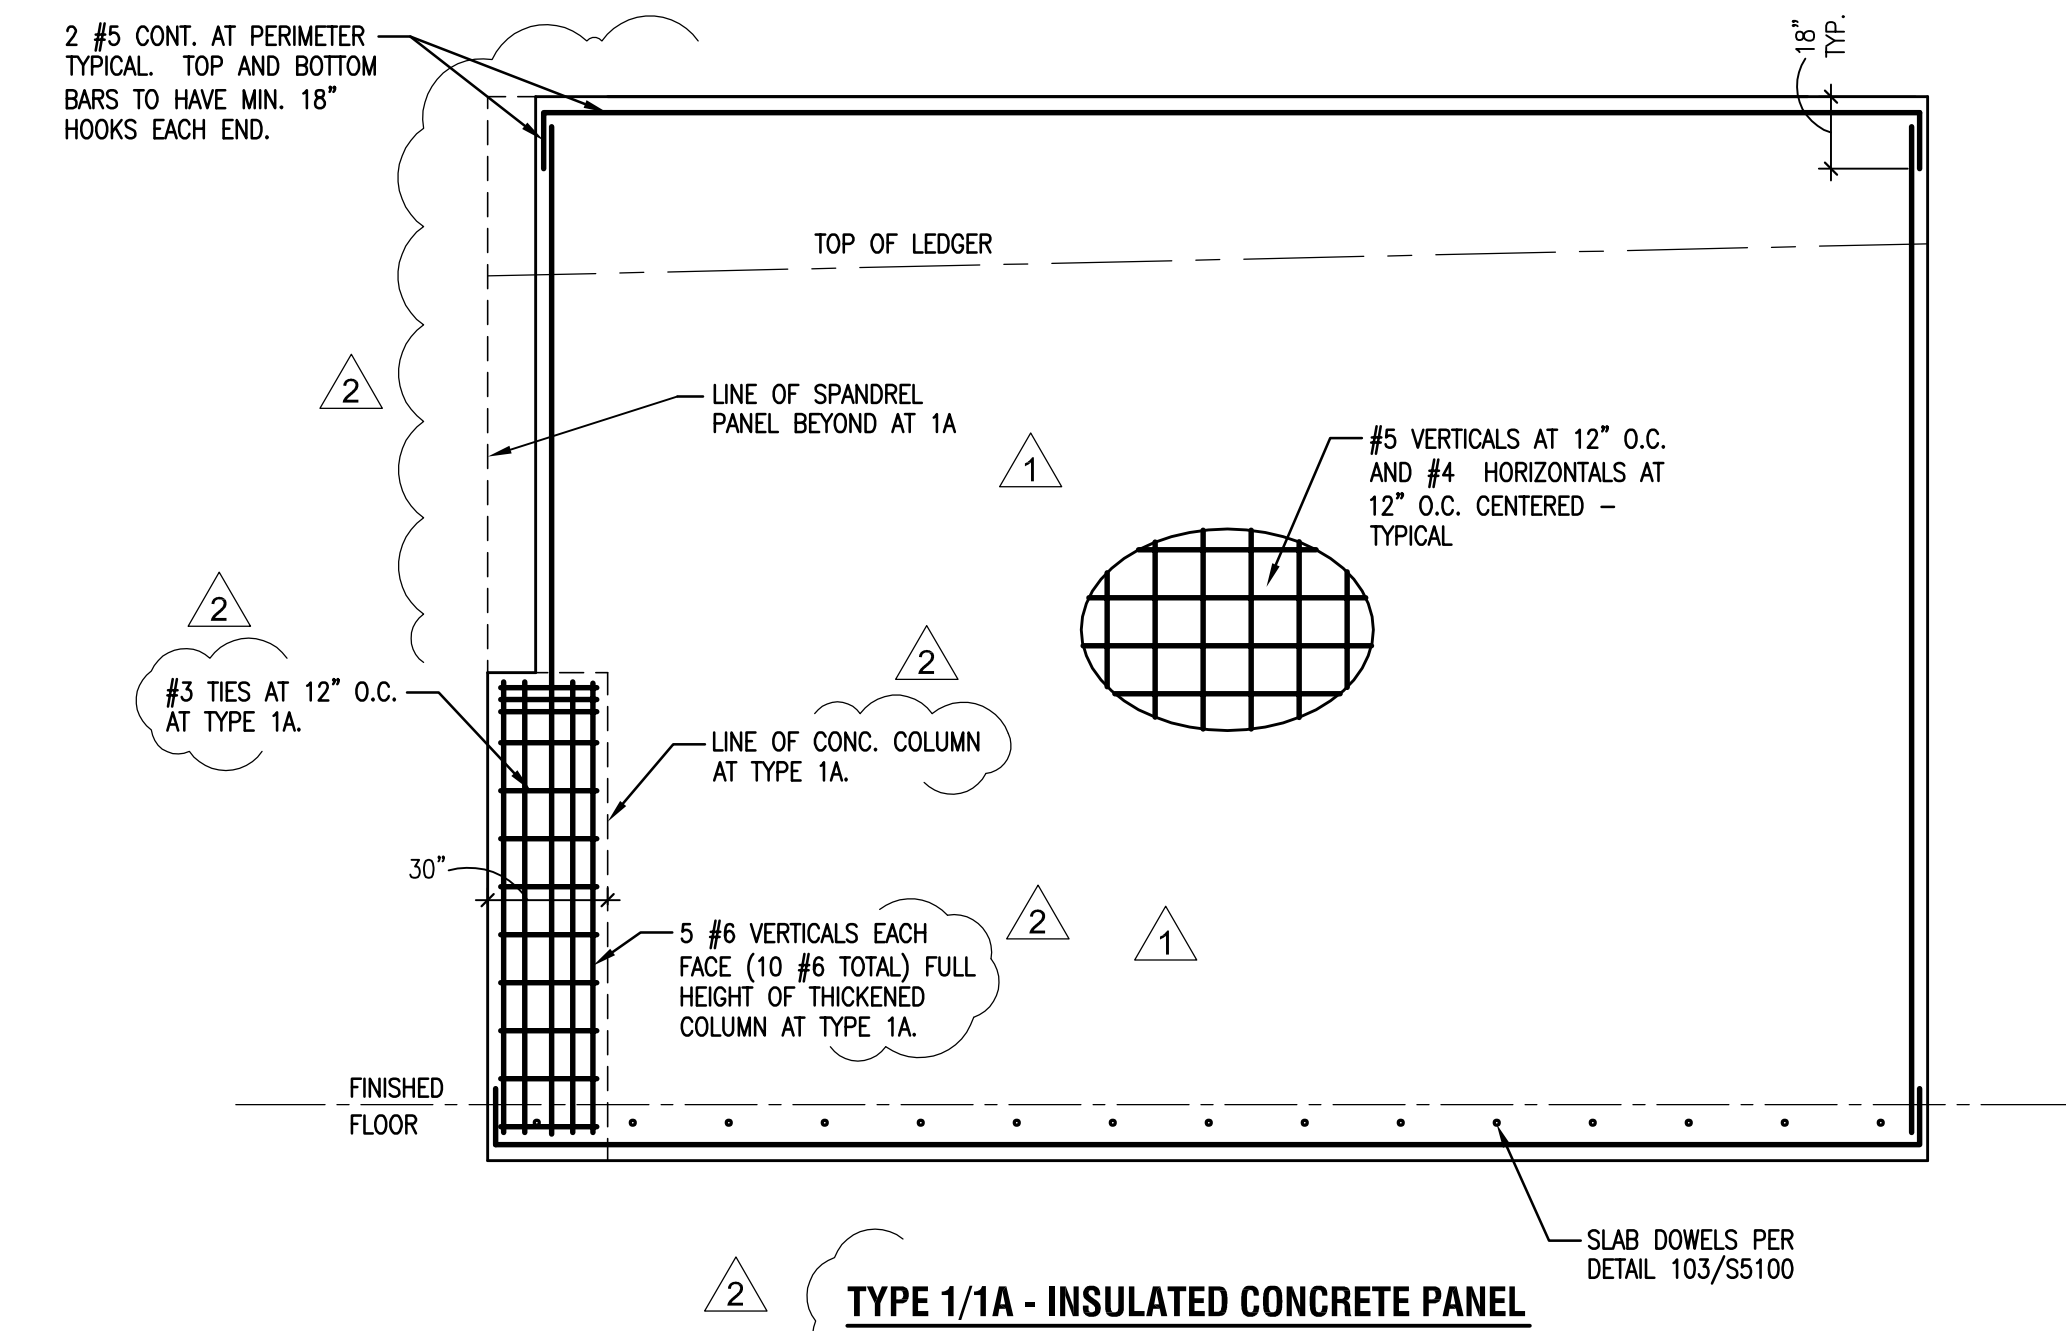 2 #5 CONT. AT PERIMETER
TYPICAL. TOP AND BOTTOM
BARS TO HAVE MIN. 18"
HOOKS EACH END.
18"
TYP.
TOP OF LEDGER
2
LINE OF SPANDREL
PANEL BEYOND AT 1A
1
#5 VERTICALS AT 12" O.C.
AND #4 HORIZONTALS AT
12" O.C. CENTERED –
TYPICAL
2
#3 TIES AT 12" O.C.
AT TYPE 1A.
2
LINE OF CONC. COLUMN
AT TYPE 1A.
30"
5 #6 VERTICALS EACH
FACE (10 #6 TOTAL) FULL
HEIGHT OF THICKENED
COLUMN AT TYPE 1A.
2
1
FINISHED
FLOOR
SLAB DOWELS PER
DETAIL 103/S5100
2
TYPE 1/1A - INSULATED CONCRETE PANEL